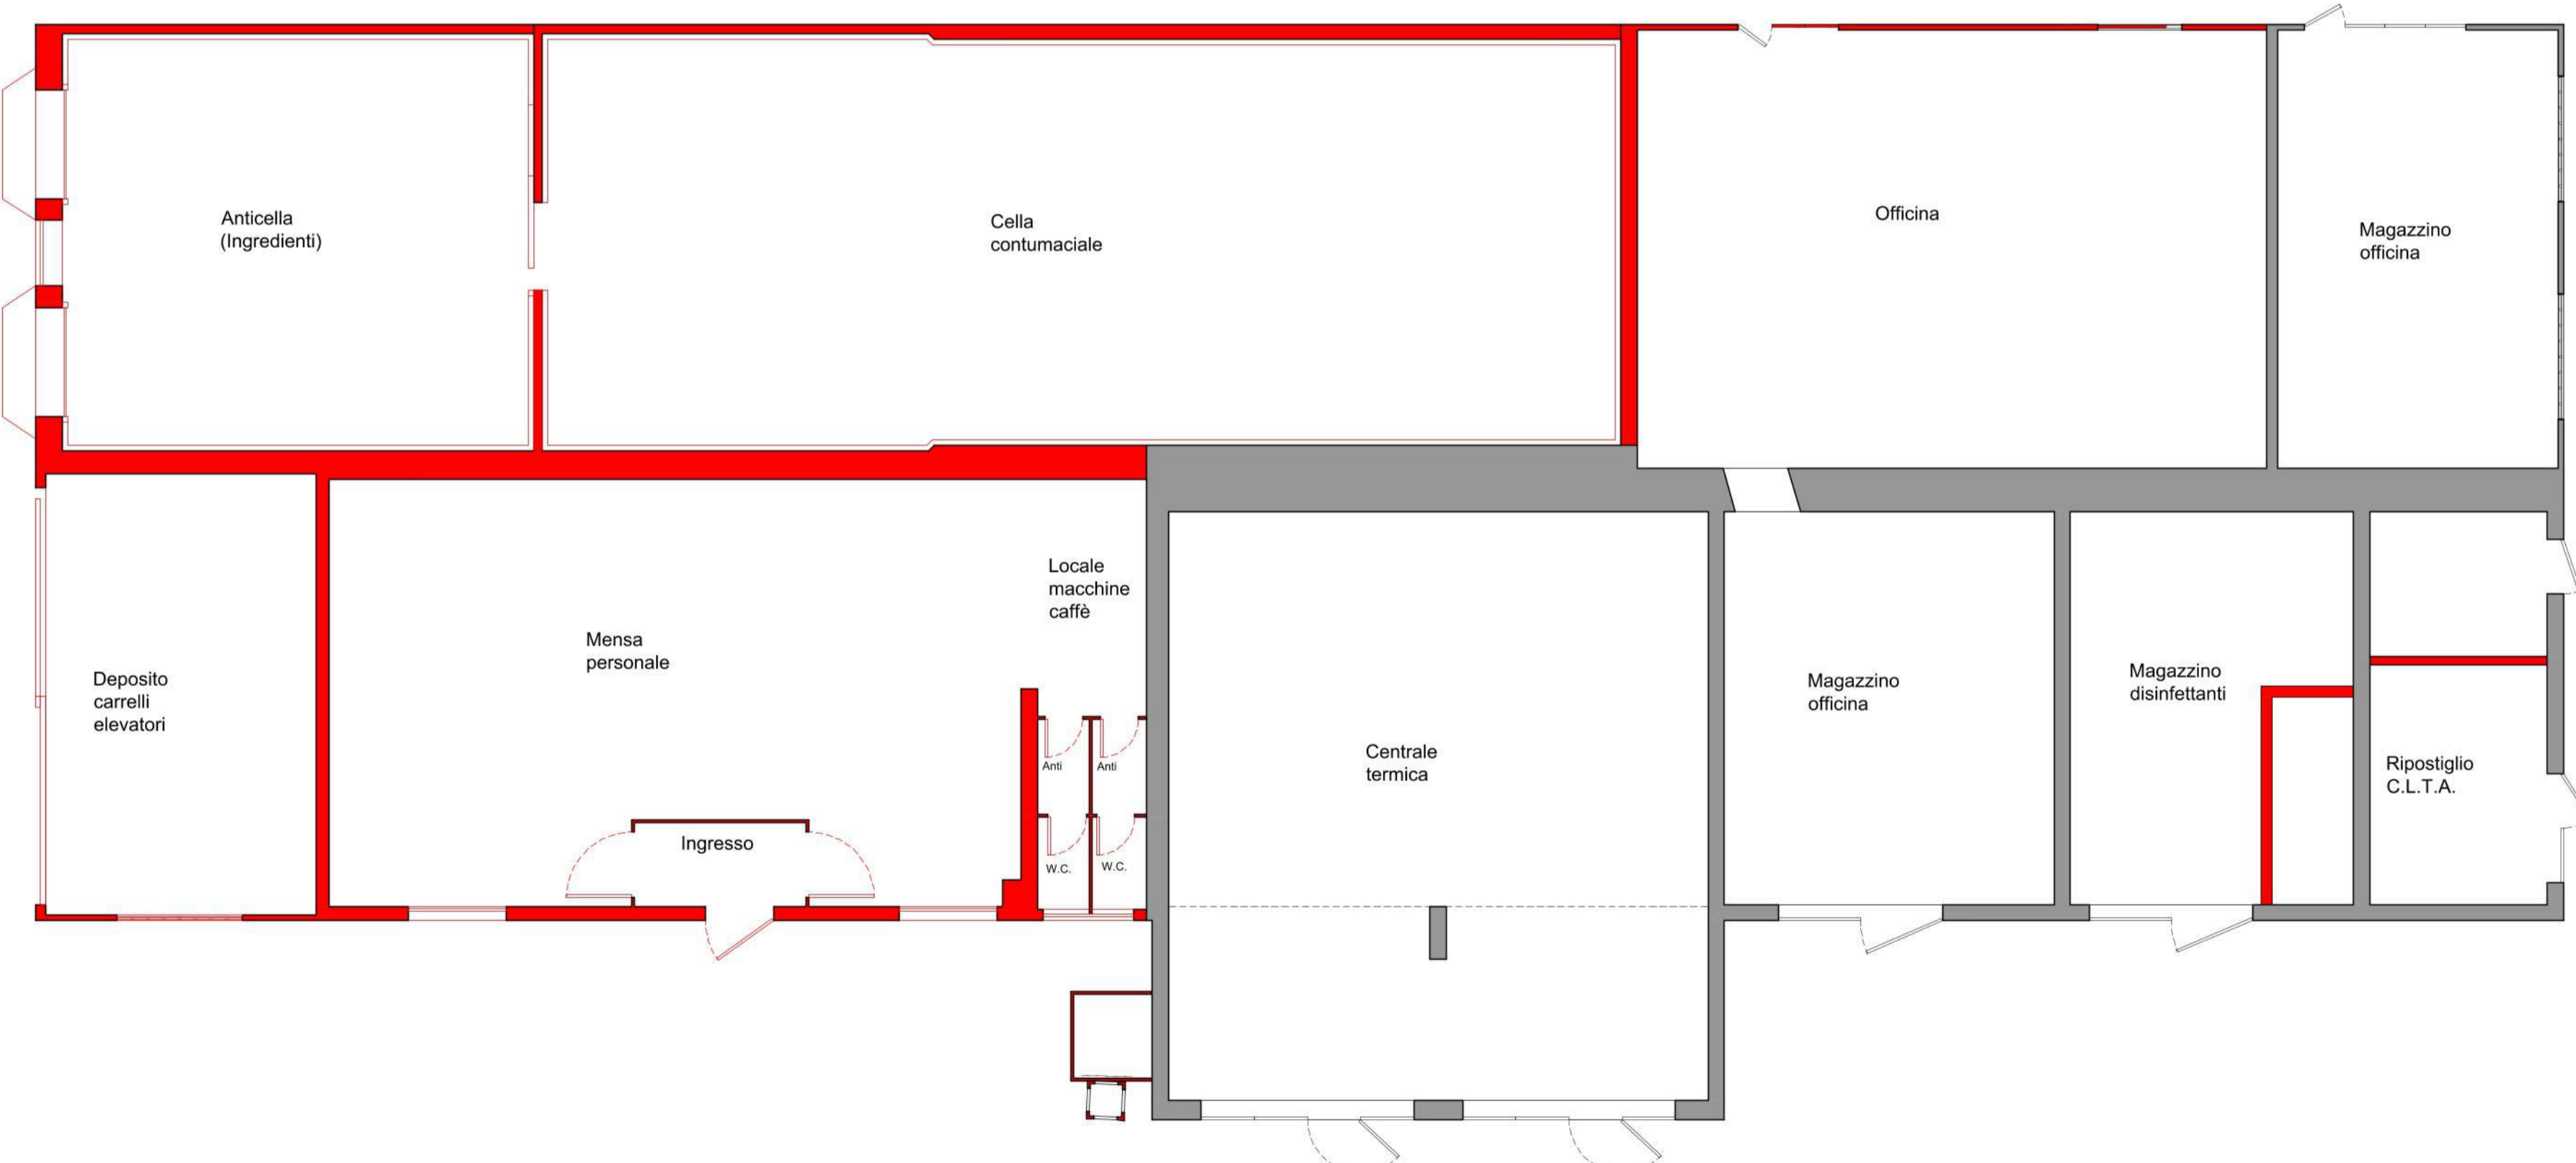 Anticella
(Ingredienti)
Cella
contumaciale
Officina
Magazzino
officina
Locale
macchine
caffè
Mensa
personale
Deposito
carrelli
elevatori
Ingresso
Anti
Anti
W.C.
W.C.
Centrale
termica
Magazzino
officina
Magazzino
disinfettanti
Ripostiglio
C.L.T.A.